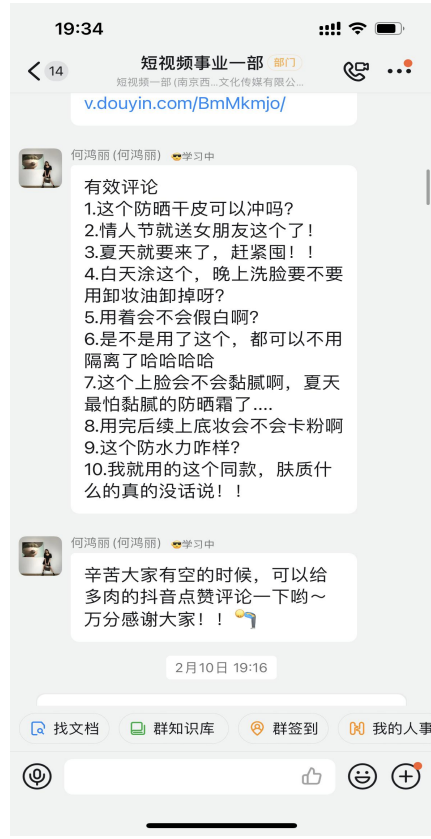 19:34
14
短视频事业一部 部门
短视频一部 (南京西...文化传媒有限公...
v.douyin.com/BmMkmjo/
何鸿丽 (何鸿丽) 学习中
有效评论
1.这个防晒干皮可以冲吗?
2.情人节就送女朋友这个了!
3.夏天就要来了，赶紧囤！！
4.白天涂这个，晚上洗脸要不要
用卸妆油卸掉呀?
5.用着会不会假白啊?
6.是不是用了这个，都可以不用
隔离了哈哈哈哈
7.这个上脸会不会黏腻啊，夏天
最怕黏腻的防晒霜了....
8.用完后续上底妆会不会卡粉啊
9.这个防水力咋样?
10.我就用的这个同款，肤质什
么的真的没话说！！
何鸿丽 (何鸿丽) 学习中
辛苦大家有空的时候，可以给
多肉的抖音点赞评论一下哟～
万分感谢大家！！
2月10日 19:16
找文档 群知识库 群签到 我的人事